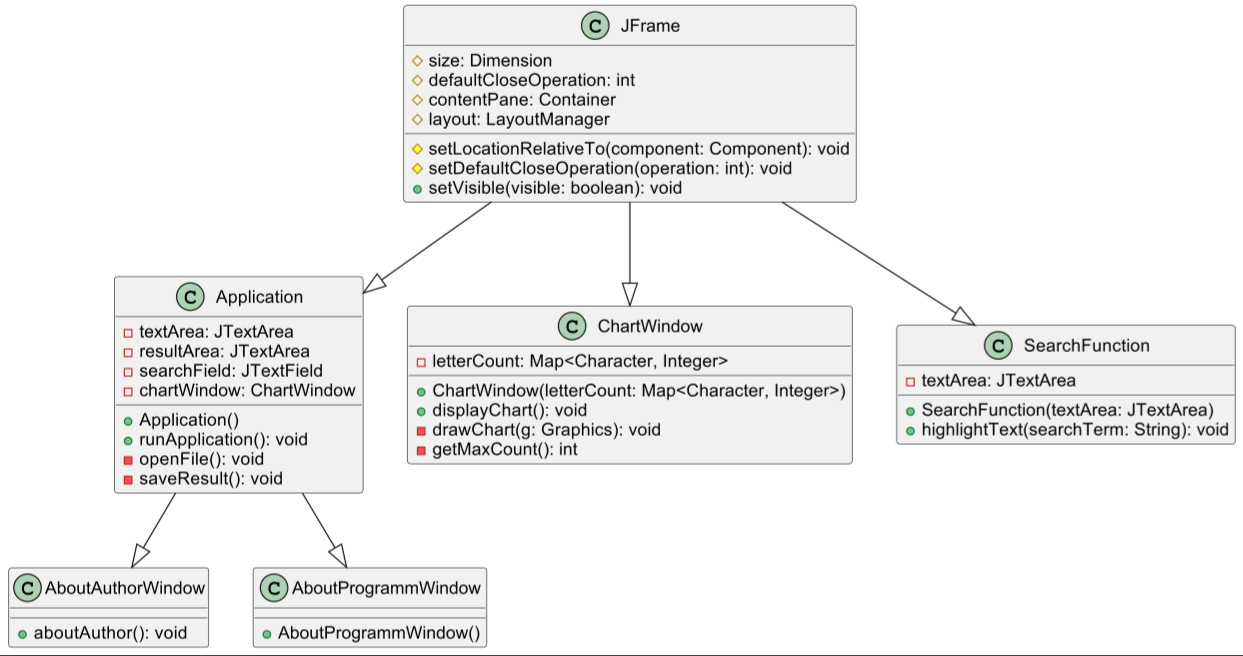 C JFrame
size: Dimension
defaultCloseOperation: int
contentPane: Container
layout: LayoutManager
setLocationRelativeTo(component: Component): void
setDefaultCloseOperation(operation: int): void
setVisible(visible: boolean): void
C Application
textArea: JTextArea
resultArea: JTextArea
searchField: JTextField
chartWindow: ChartWindow
Application()
runApplication(): void
openFile(): void
saveResult(): void
C ChartWindow
letterCount: Map<Character, Integer>
ChartWindow(letterCount: Map<Character, Integer>)
displayChart(): void
drawChart(g: Graphics): void
getMaxCount(): int
C SearchFunction
textArea: JTextArea
SearchFunction(textArea: JTextArea)
highlightText(searchTerm: String): void
C AboutAuthorWindow
aboutAuthor(): void
C AboutProgrammWindow
AboutProgrammWindow()